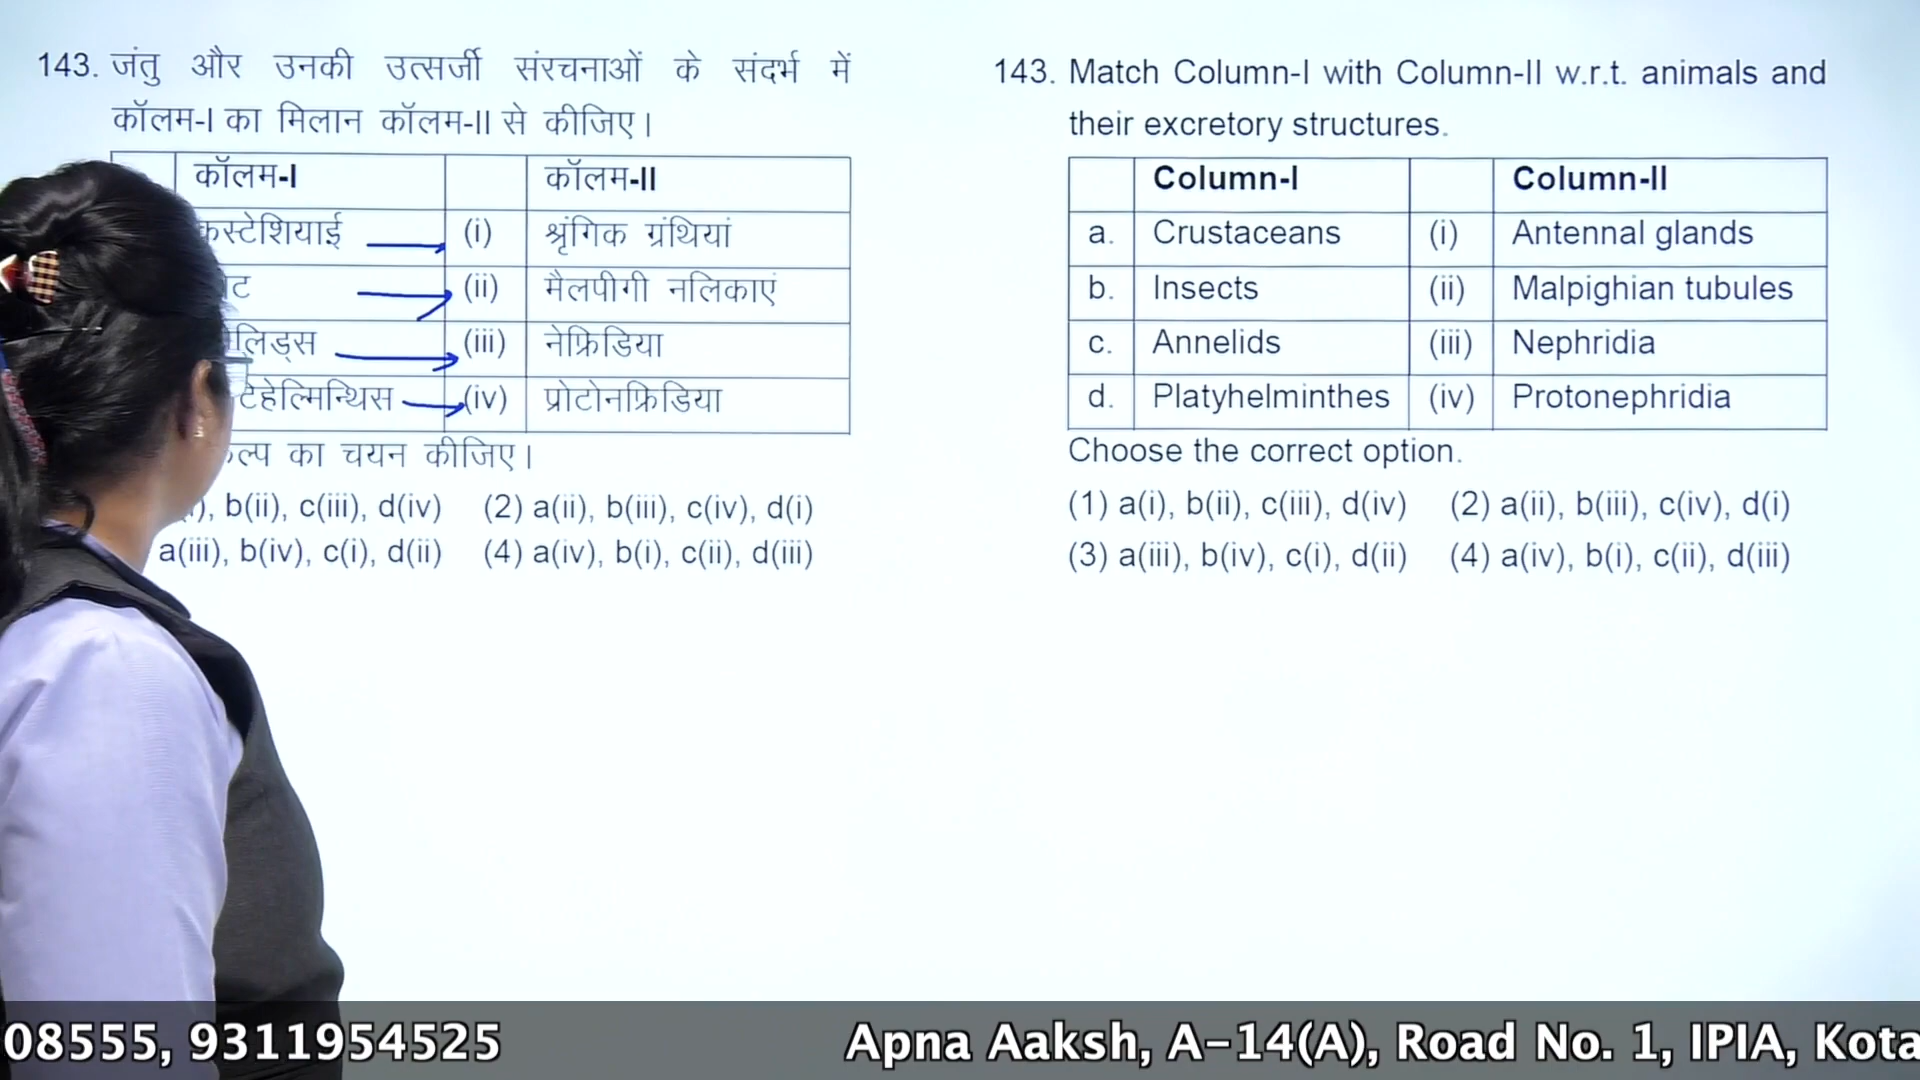 143. जंतु और उनकी उत्सर्जी संरचनाओं के संदर्भ में
कॉलम-I का मिलान कॉलम-II से कीजिए।
कॉलम-I कॉलम-II
(i) श्रृंगिक ग्रंथियां
(ii) मैलपीगी नलिकाएं
(iii) नेफ्रिडिया
(iv) प्रोटोनफ्रिडिया
का चयन कीजिए।
b(ii), c(iii), d(iv) (2) a(ii), b(iii), c(iv), d(i)
a(iii), b(iv), c(i), d(ii) (4) a(iv), b(i), c(ii), d(iii)
143. Match Column-I with Column-II w.r.t. animals and
their excretory structures.
Column-I Column-II
a. Crustaceans (i) Antennal glands
b. Insects (ii) Malpighian tubules
c. Annelids (iii) Nephridia
d. Platyhelminthes (iv) Protonephridia
Choose the correct option.
(1) a(i), b(ii), c(iii), d(iv) (2) a(ii), b(iii), c(iv), d(i)
(3) a(iii), b(iv), c(i), d(ii) (4) a(iv), b(i), c(ii), d(iii)
08555, 9311954525 Apna Aaksh, A-14(A), Road No. 1, IPIA, Kota